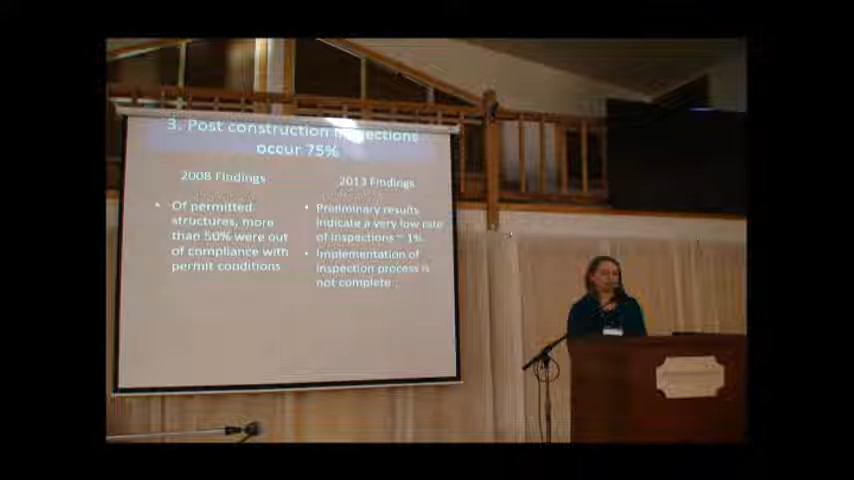 3. Post construction inspections
occur 75%
2008 Findings
• Of permitted
structures, more
than 50% were out
of compliance with
permit conditions
2013 Findings
• Preliminary results
indicate a very low rate
of inspections ~ 1%.
• Implementation of
inspection process is
not complete .